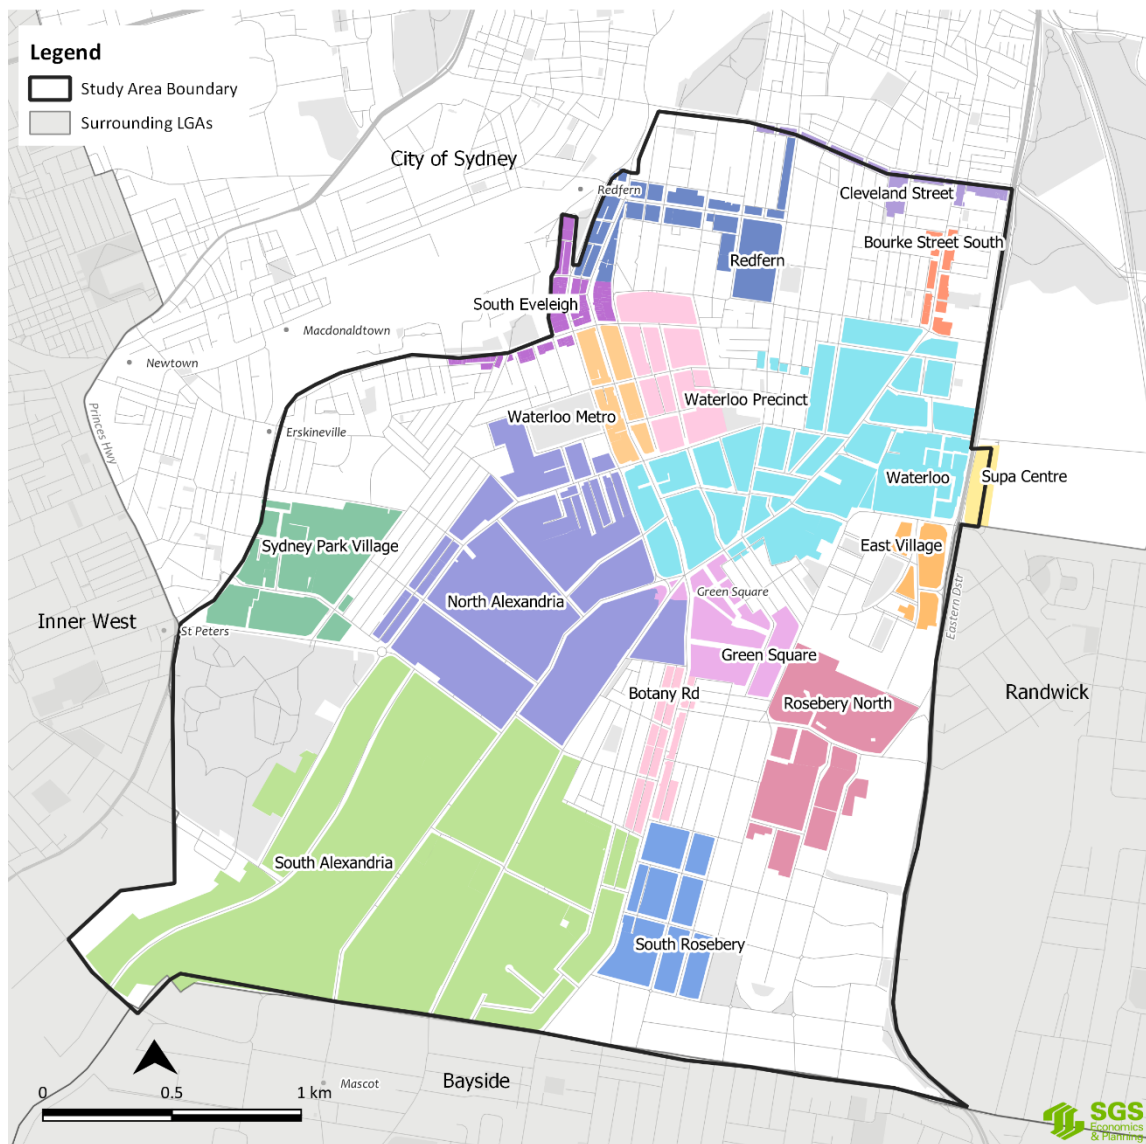 Legend
Study Area Boundary
Surrounding LGAs
City of Sydney
Redfern
Cleveland Street
Bourke Street South
Redfern
South Eveleigh
Macdonaldtown
Newtown
Princes Hwy
Waterloo Precinct
Waterloo Metro
Erskineville
Waterloo
Supa Centre
Sydney Park Village
East Village
Eastern Dstr
North Alexandria
Green Square
Inner West
St Peters
Green Square
Botany Rd
Rosebery North
Randwick
South Alexandria
South Rosebery
0 0.5 1 km
Mascot
Bayside
SGS
Economics
& Planning